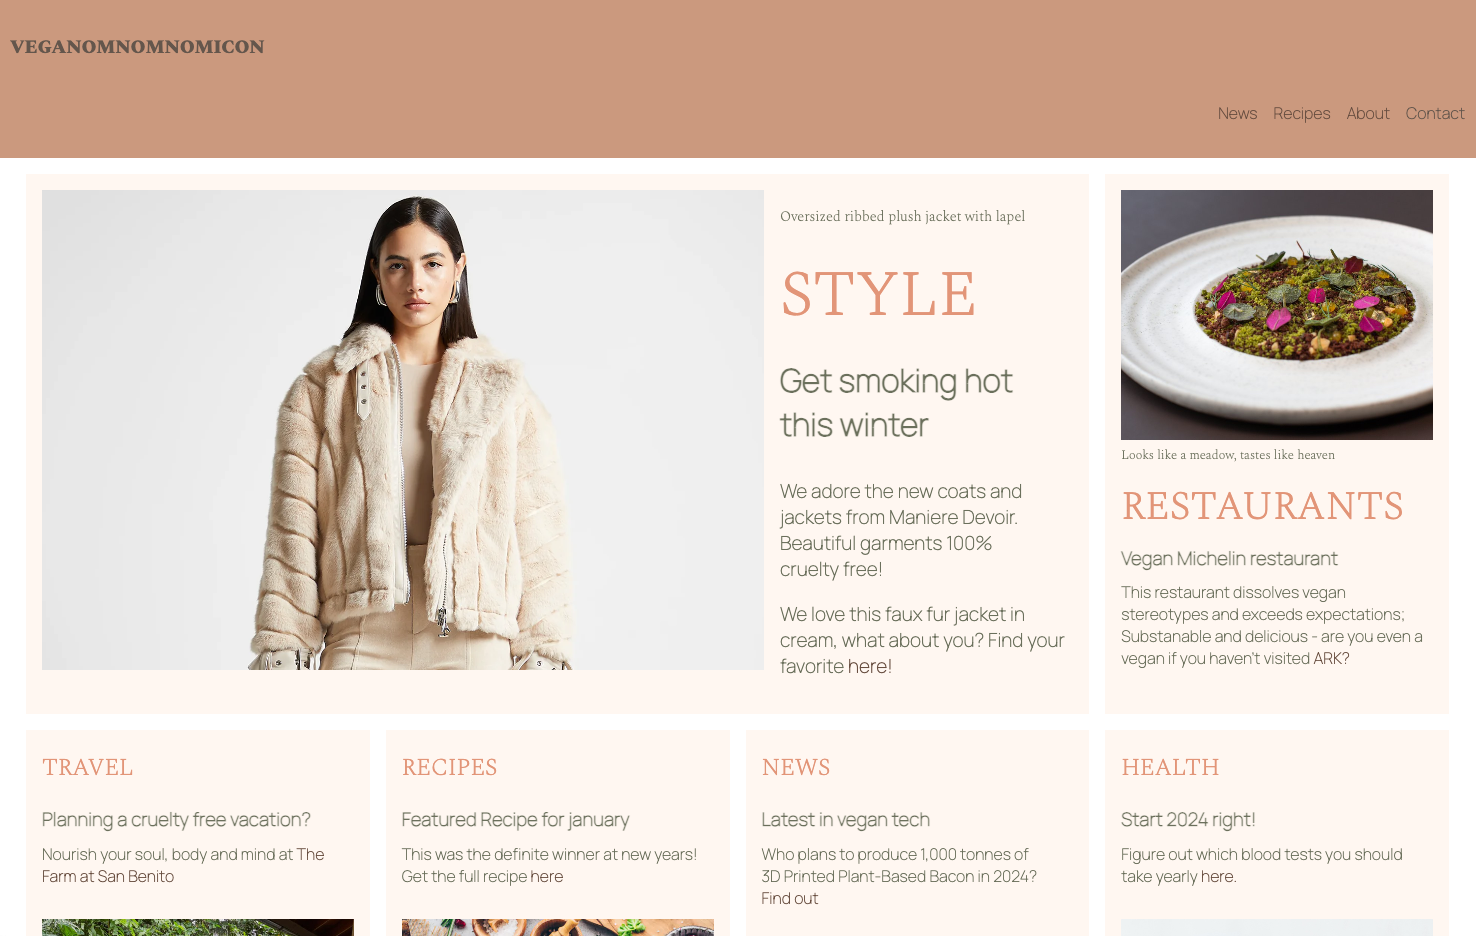 VEGANOMNOMNOMICON
News Recipes About Contact
Oversized ribbed plush jacket with lapel
STYLE
Get smoking hot
this winter
We adore the new coats and
jackets from Maniere Devoir.
Beautiful garments 100%
cruelty free!
We love this faux fur jacket in
cream, what about you? Find your
favorite here!
Looks like a meadow, tastes like heaven
RESTAURANTS
Vegan Michelin restaurant
This restaurant dissolves vegan
stereotypes and exceeds expectations;
Substanable and delicious - are you even a
vegan if you haven't visited ARK?
TRAVEL
Planning a cruelty free vacation?
Nourish your soul, body and mind at The
Farm at San Benito
RECIPES
Featured Recipe for january
This was the definite winner at new years!
Get the full recipe here
NEWS
Latest in vegan tech
Who plans to produce 1,000 tonnes of
3D Printed Plant-Based Bacon in 2024?
Find out
HEALTH
Start 2024 right!
Figure out which blood tests you should
take yearly here.